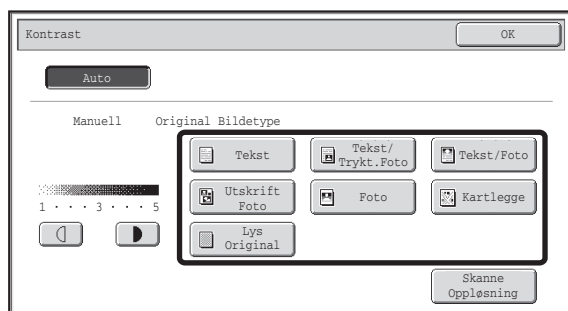 Kontrast OK
Auto
Manuell Original Bildetype
Tekst
Tekst/
Trykt.Foto
Tekst/Foto
Utskrift
Foto
Foto
Kartlegge
Lys
Original
1 · · · 3 · · · 5
Skanne
Oppløsning